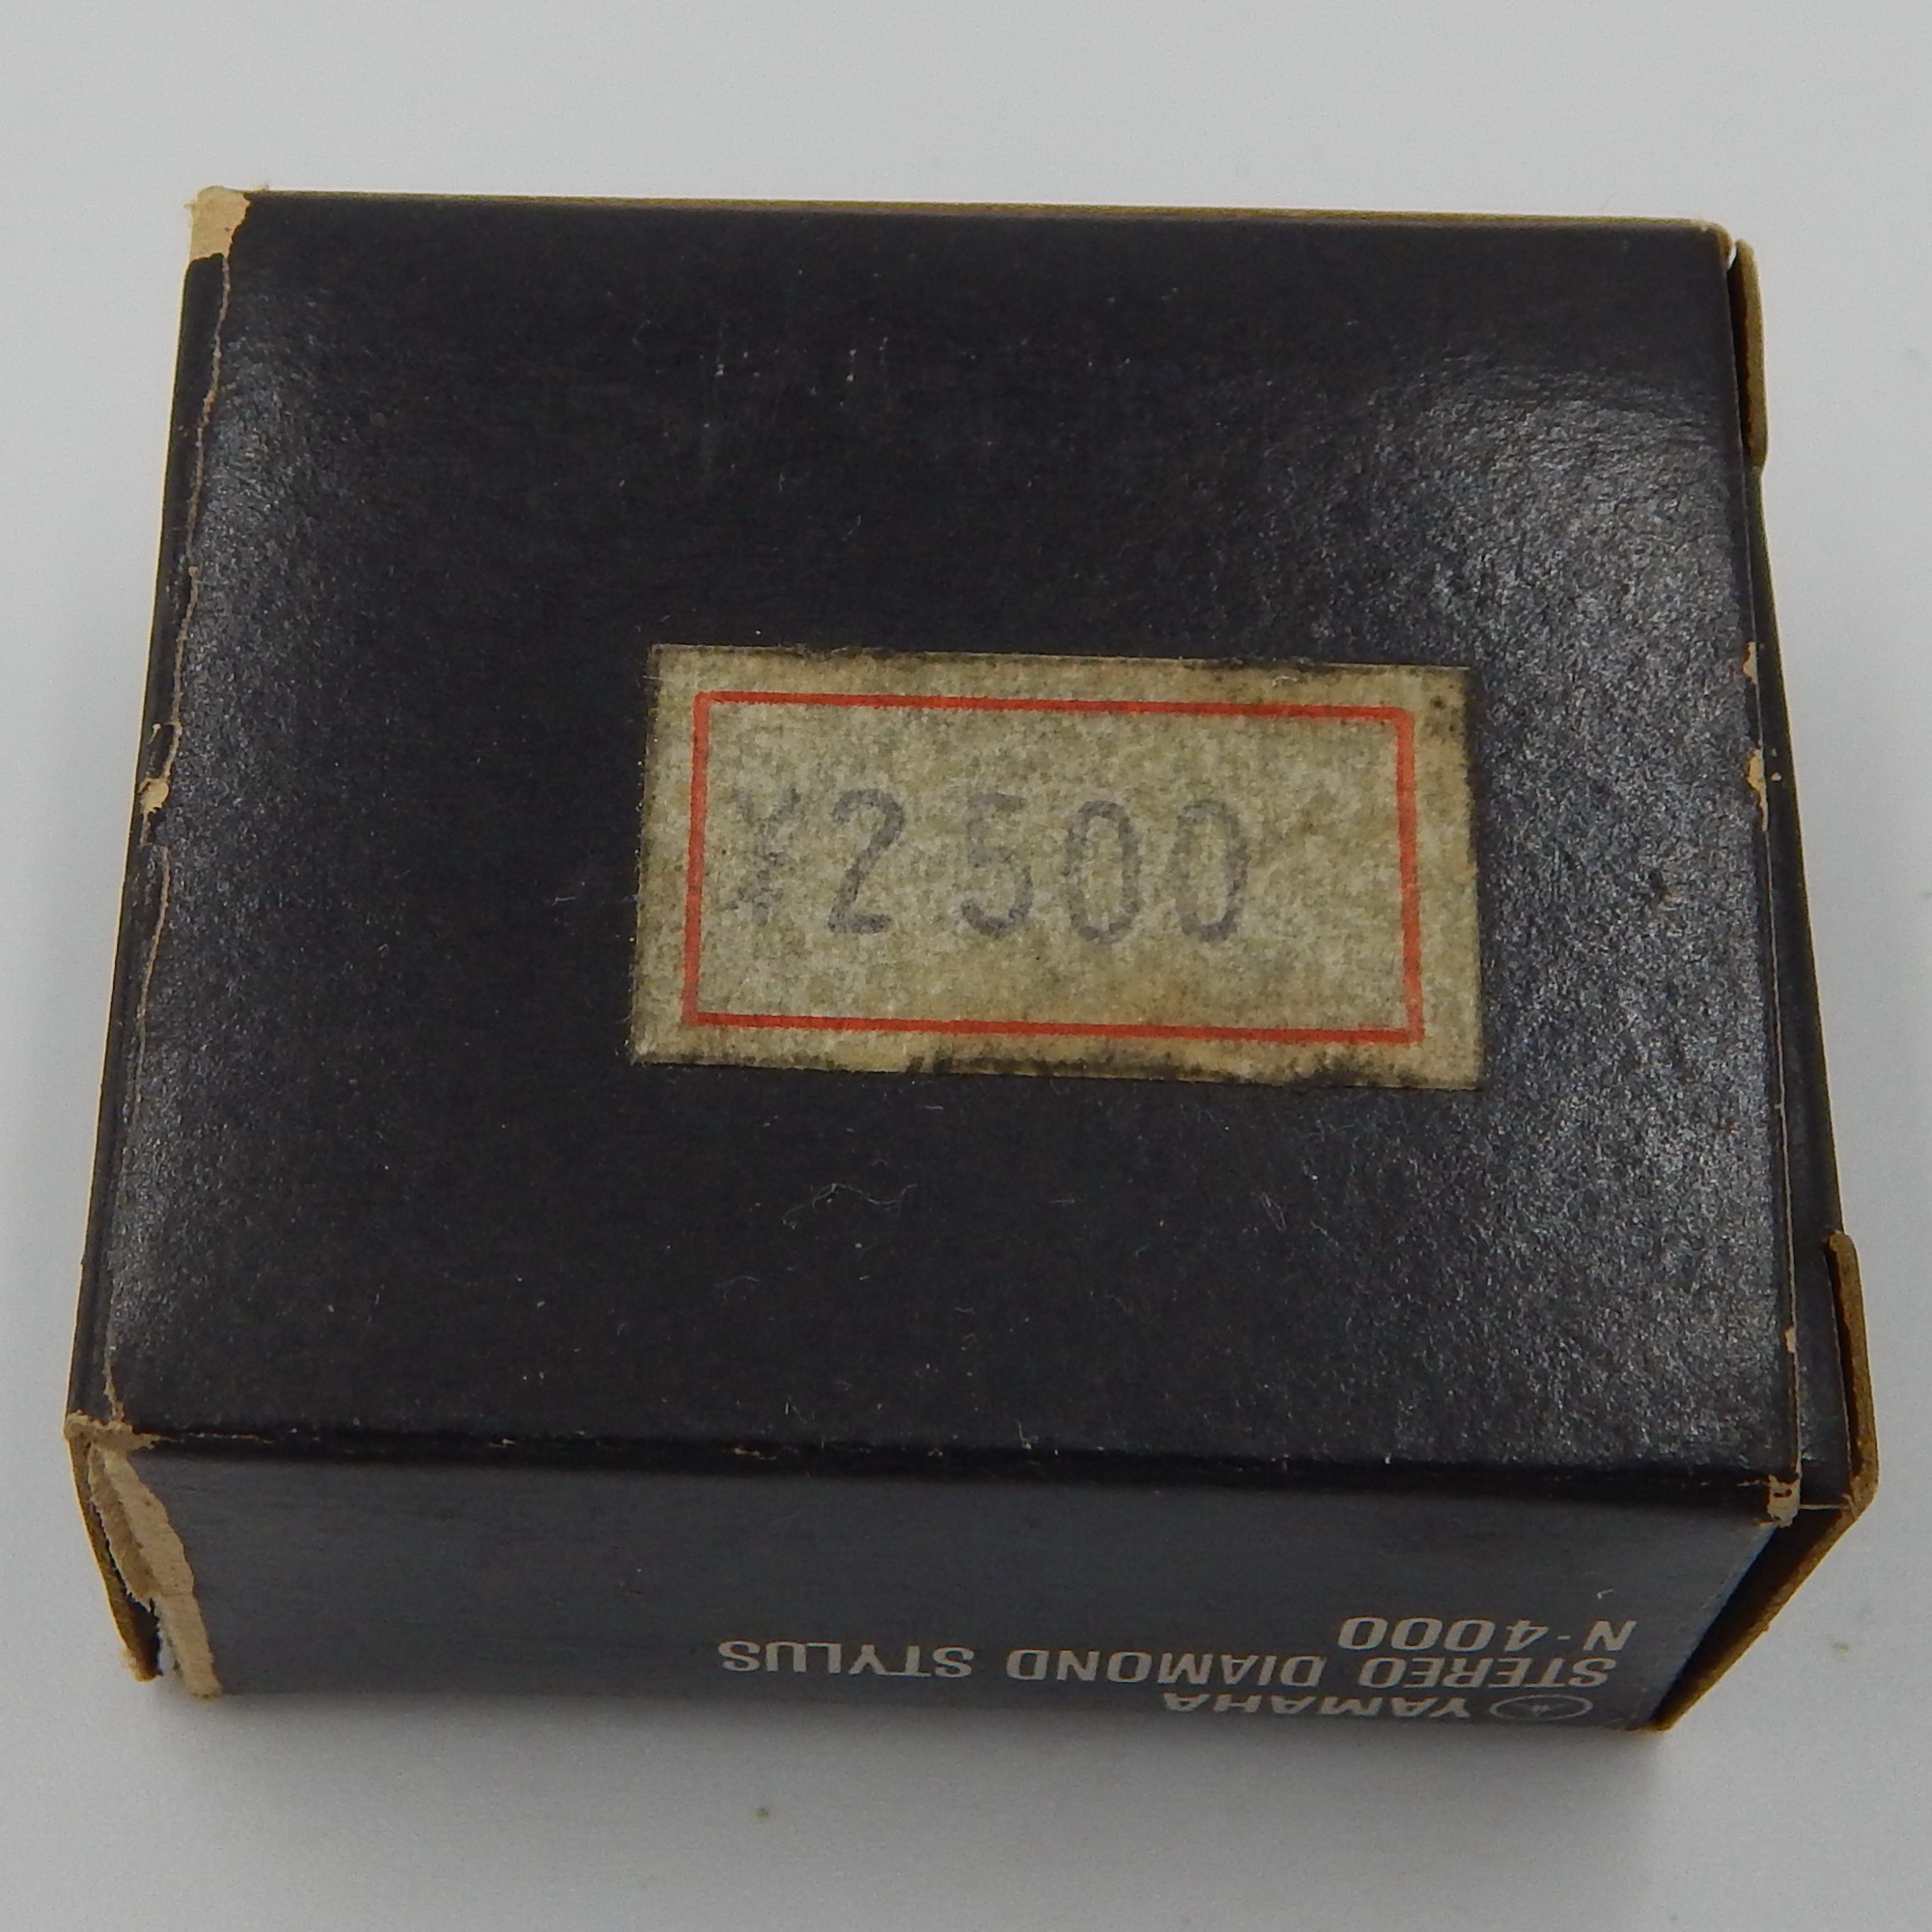 ¥2500
YAMAHA
STEREO DIAMOND STYLUS
N-4000